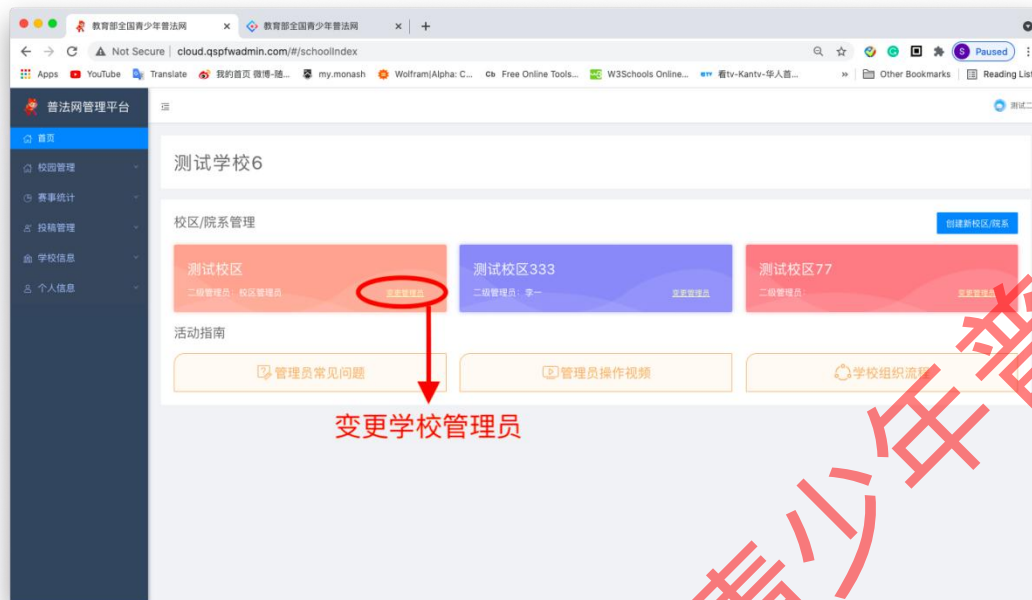 教育部全国青少年普法网 × 教育部全国青少年普法网 × +
Not Secure | cloud.qspfwadmin.com/#/schoolIndex S Paused
Apps YouTube Translate 我的首页 微博-随... my.monash Wolfram|Alpha: C... Free Online Tools... W3Schools Online... 看tv-Kantv-华人首... » Other Bookmarks Reading List
普法网管理平台
测试二
首页
校园管理
赛事统计
投稿管理
学校信息
个人信息
测试学校6
校区/院系管理
创建新校区/院系
测试校区
二级管理员: 校区管理员
变更管理员
测试校区333
二级管理员: 李一
变更管理员
测试校区77
二级管理员:
变更管理员
活动指南
管理员常见问题
管理员操作视频
学校组织流程
变更学校管理员
青少年普